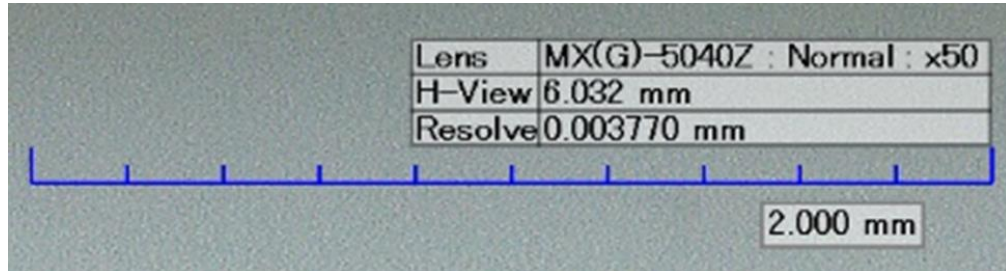 Lens MX(G)-5040Z : Normal : x50
H-View 6.032 mm
Resolve 0.003770 mm
2.000 mm